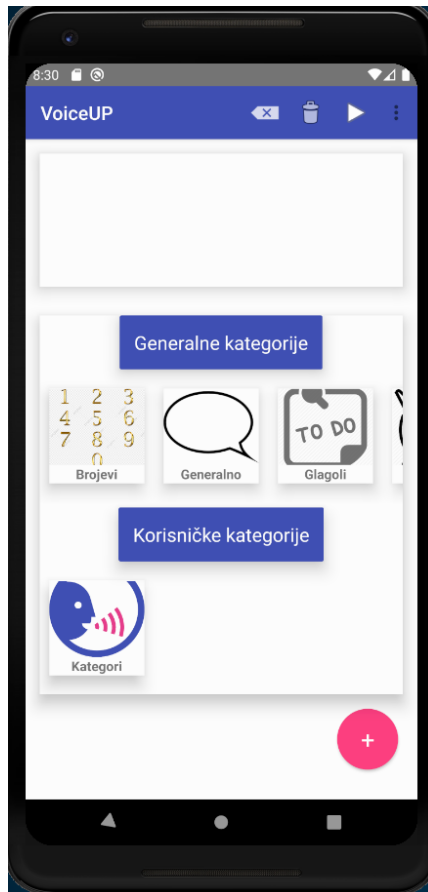 8:30
VoiceUP
Generalne kategorije
1 2 3
4 5 6
7 8 9
0
TO DO
Brojevi
Generalno
Glagoli
Korisničke kategorije
Kategori
+